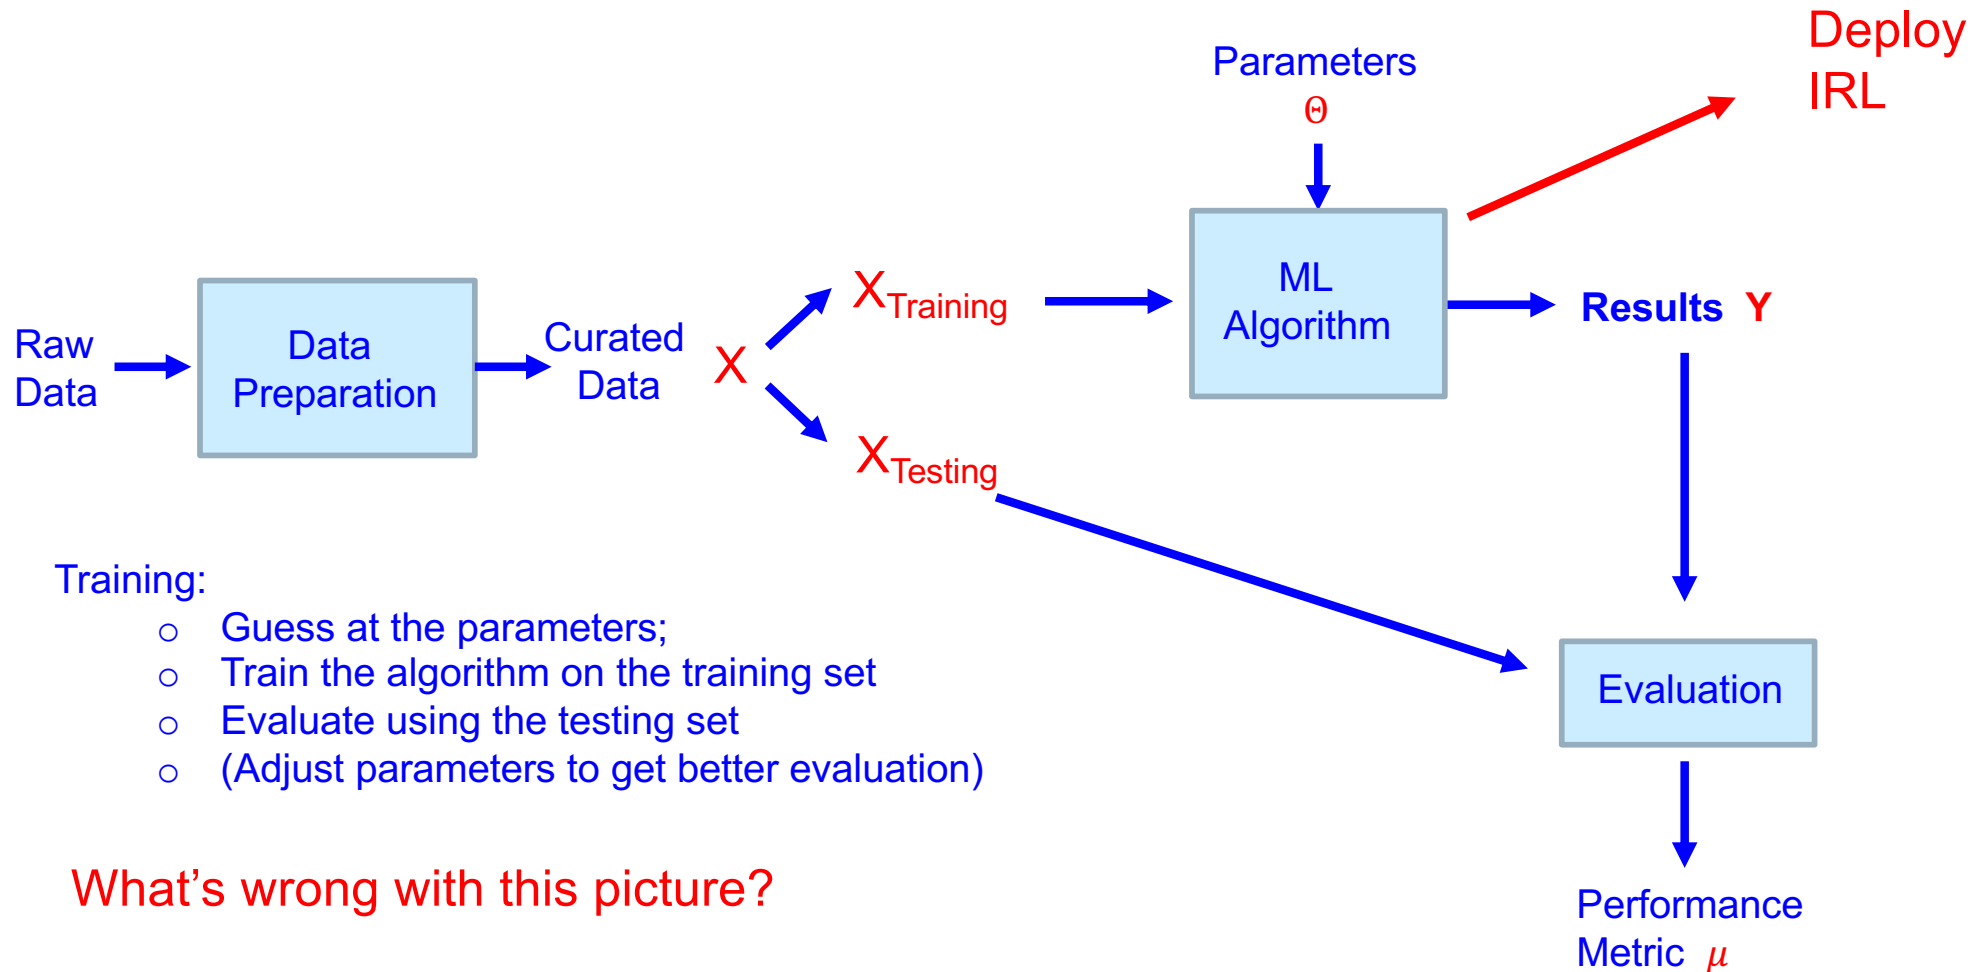 Deploy
IRL
Parameters
Θ
Raw
Data
Data
Preparation
Curated
Data
X
X Training
X Testing
ML
Algorithm
Results Y
Training:
o Guess at the parameters;
o Train the algorithm on the training set
o Evaluate using the testing set
o (Adjust parameters to get better evaluation)
Evaluation
What’s wrong with this picture?
Performance
Metric μ